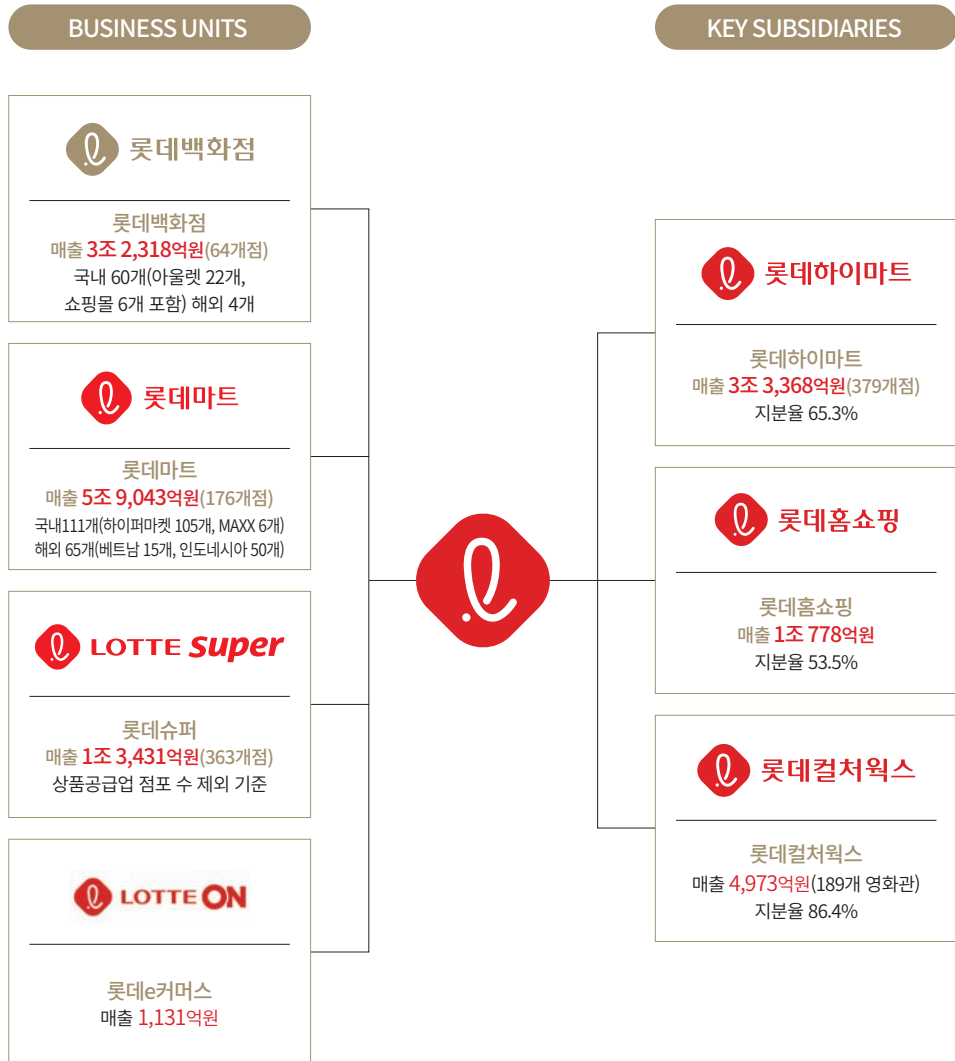 BUSINESS UNITS
롯데백화점
롯데백화점
매출 3조 2,318억원(64개점)
국내 60개(아울렛 22개,
쇼핑몰 6개 포함) 해외 4개
롯데마트
롯데마트
매출 5조 9,043억원(176개점)
국내111개(하이퍼마켓 105개, MAXX 6개)
해외 65개(베트남 15개, 인도네시아 50개)
LOTTE super
롯데슈퍼
매출 1조 3,431억원(363개점)
상품공급업 점포 수 제외 기준
LOTTE ON
롯데e커머스
매출 1,131억원
KEY SUBSIDIARIES
롯데하이마트
롯데하이마트
매출 3조 3,368억원(379개점)
지분율 65.3%
롯데홈쇼핑
롯데홈쇼핑
매출 1조 778억원
지분율 53.5%
롯데컬처웍스
롯데컬처웍스
매출 4,973억원(189개 영화관)
지분율 86.4%